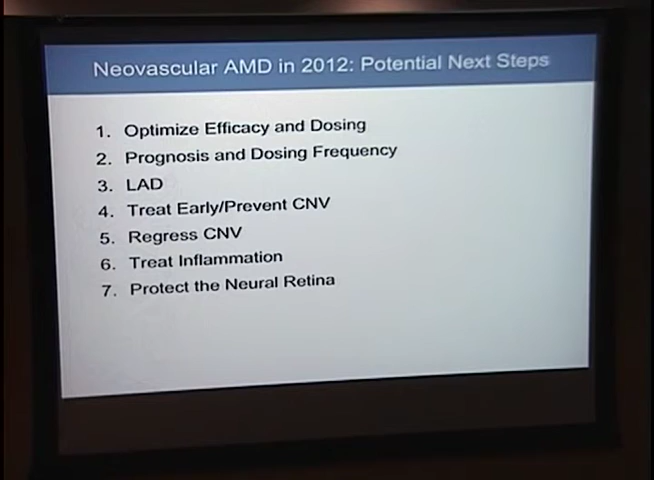 Neovascular AMD in 2012: Potential Next Steps
1. Optimize Efficacy and Dosing
2. Prognosis and Dosing Frequency
3. LAD
4. Treat Early/Prevent CNV
5. Regress CNV
6. Treat Inflammation
7. Protect the Neural Retina